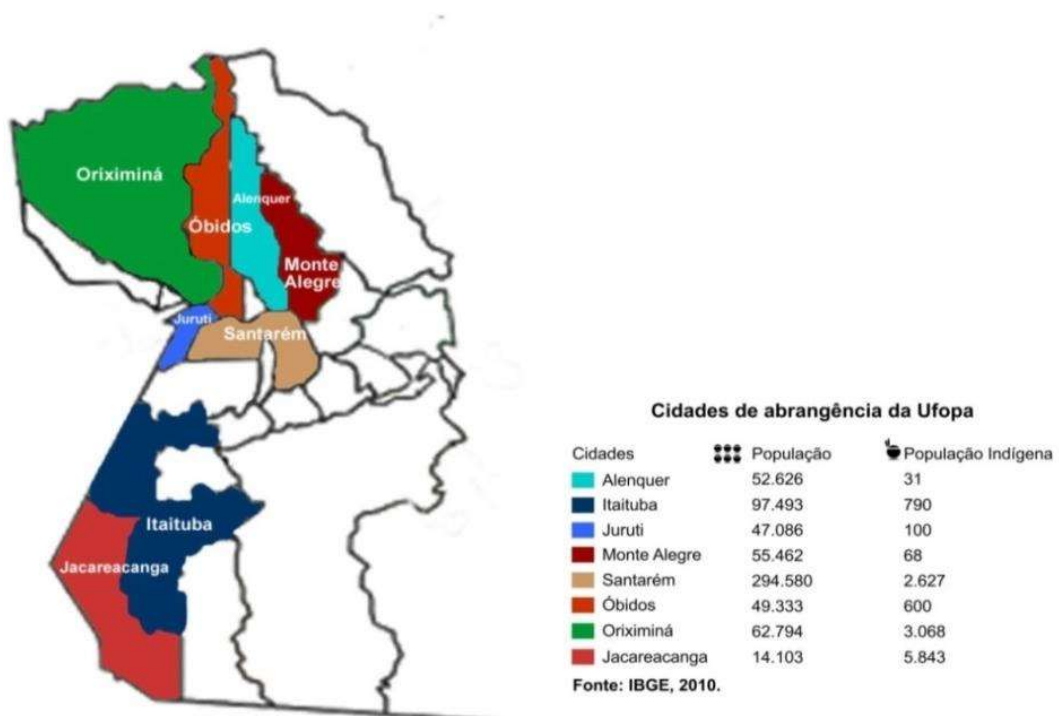 Oriximiná
Óbidos
Alenquer
Monte
Alegre
Juruti
Santarém
Itaituba
Jacareacanga
Cidades de abrangência da Ufopa
Cidades População População Indígena
Alenquer 52.626 31
Itaituba 97.493 790
Juruti 47.086 100
Monte Alegre 55.462 68
Santarém 294.580 2.627
Óbidos 49.333 600
Oriximiná 62.794 3.068
Jacareacanga 14.103 5.843
Fonte: IBGE, 2010.